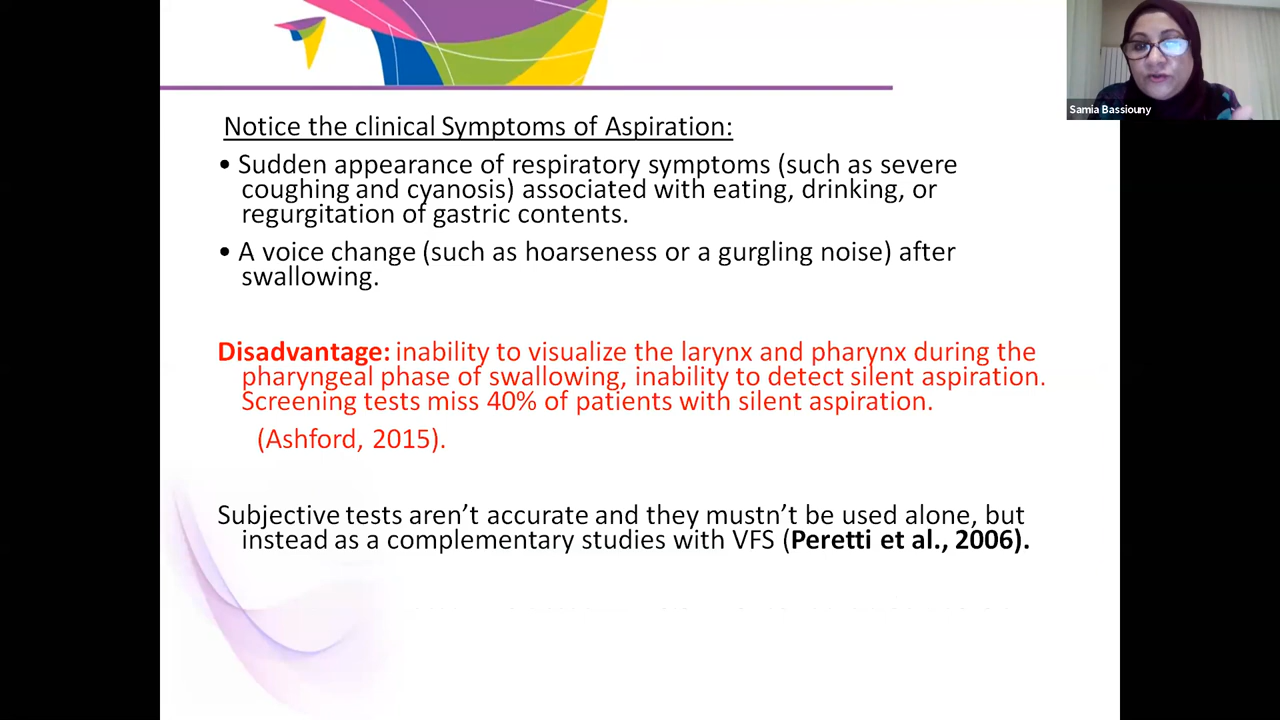 Samia Bassiouny
Notice the clinical Symptoms of Aspiration:
• Sudden appearance of respiratory symptoms (such as severe
coughing and cyanosis) associated with eating, drinking, or
regurgitation of gastric contents.
• A voice change (such as hoarseness or a gurgling noise) after
swallowing.
Disadvantage: inability to visualize the larynx and pharynx during the
pharyngeal phase of swallowing, inability to detect silent aspiration.
Screening tests miss 40% of patients with silent aspiration.
(Ashford, 2015).
Subjective tests aren’t accurate and they mustn’t be used alone, but
instead as a complementary studies with VFS (Peretti et al., 2006).